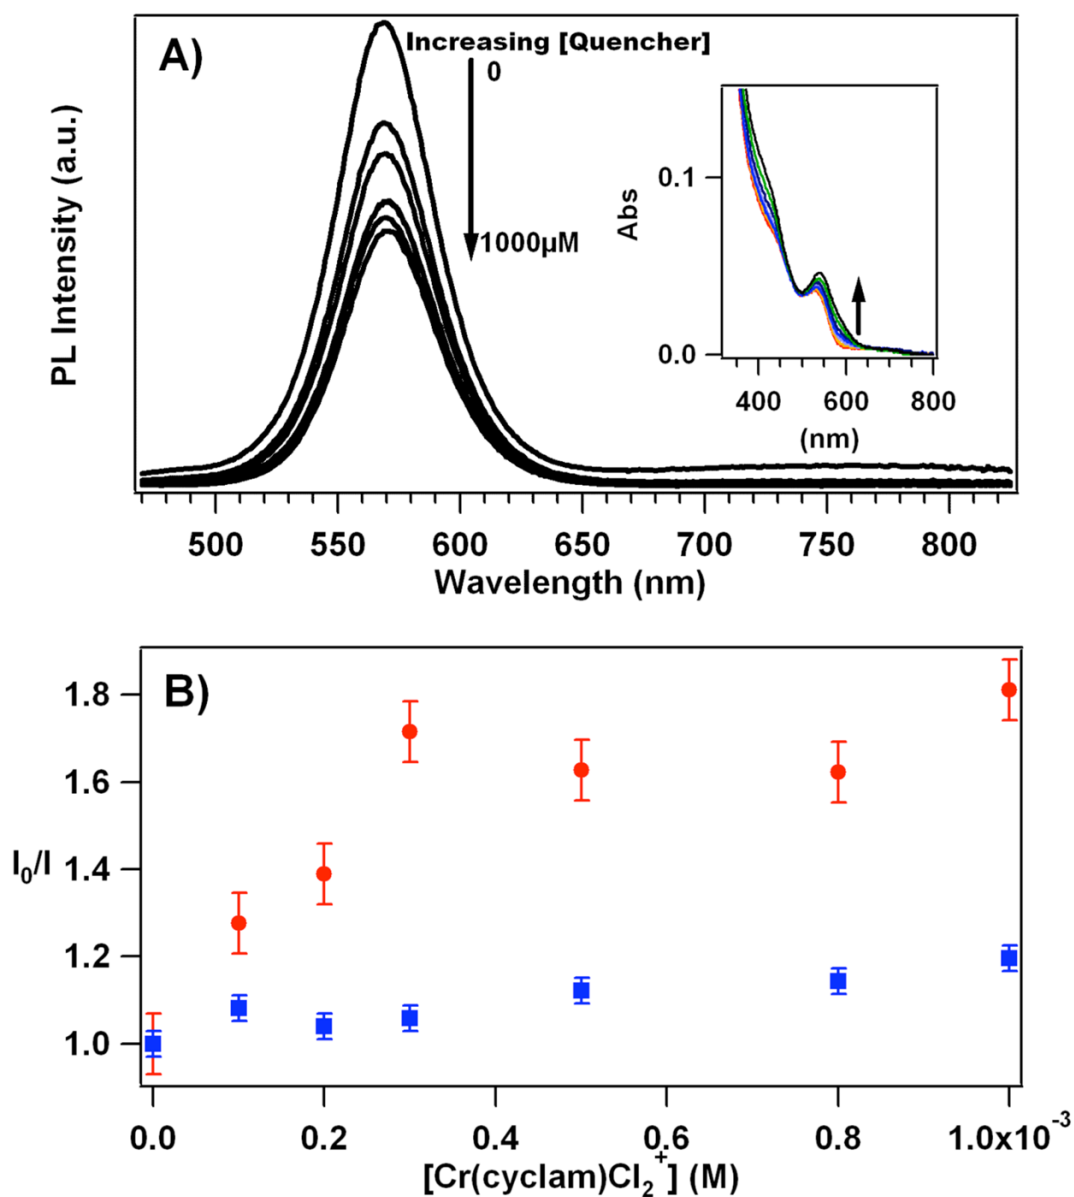 A)
Increasing [Quencher]
0
1000μM
PL Intensity (a.u.)
Abs
0.1
0.0
400 600 800
(nm)
500 550 600 650 700 750 800
Wavelength (nm)
B)
1.8
1.6
1.4
I₀/I
1.2
1.0
0.0 0.2 0.4 0.6 0.8 1.0x10⁻³
[Cr(cyclam)Cl₂⁺] (M)